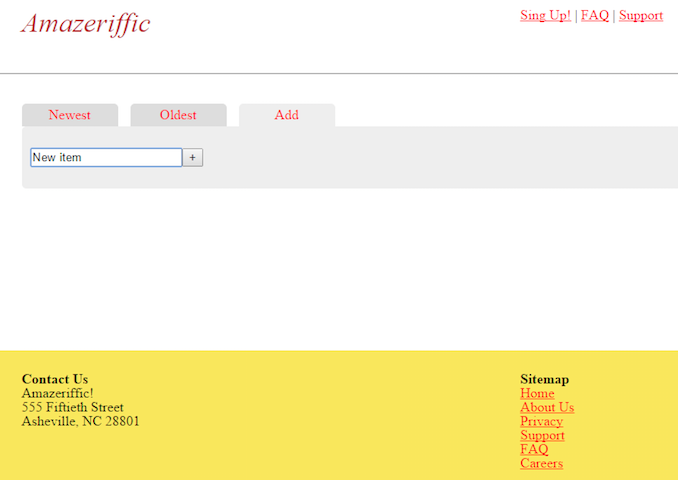 Amazeriffic
Sing Up! | FAQ | Support
Newest Oldest Add
New item +
Contact Us
Amazeriffic!
555 Fiftieth Street
Asheville, NC 28801
Sitemap
Home
About Us
Privacy
Support
FAQ
Careers